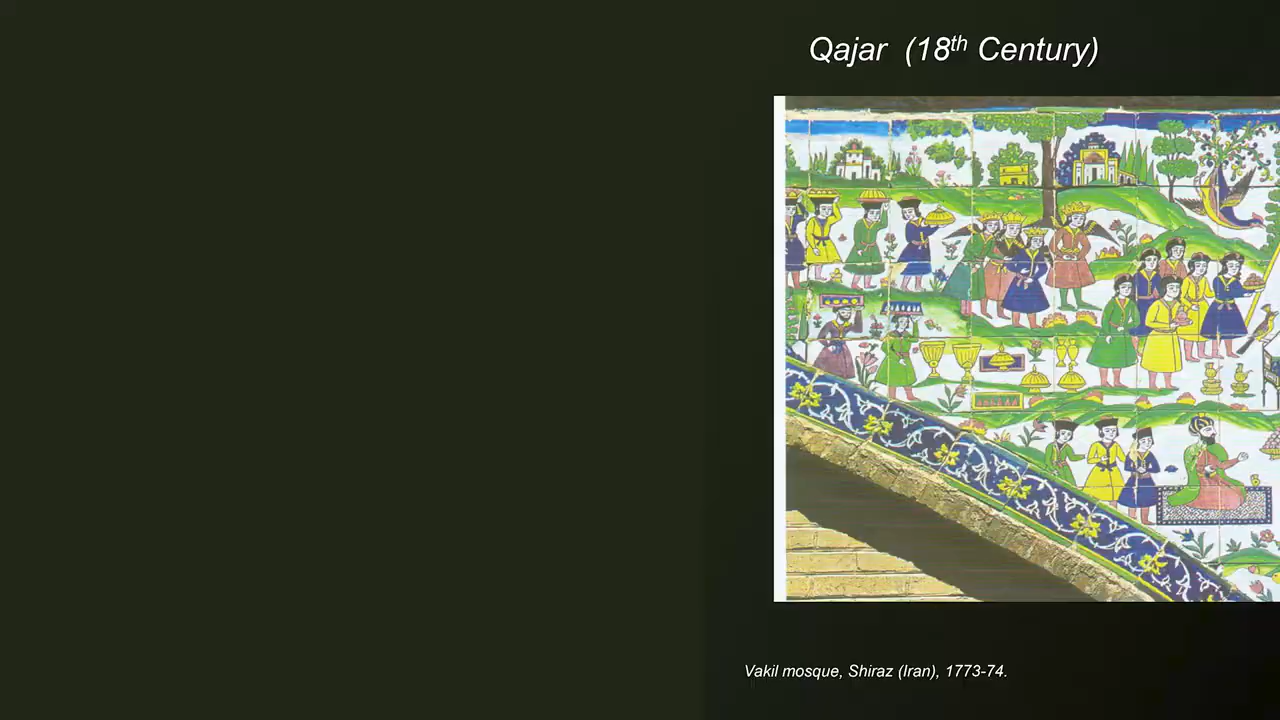 Qajar (18th Century)
Vakil mosque, Shiraz (Iran), 1773-74.